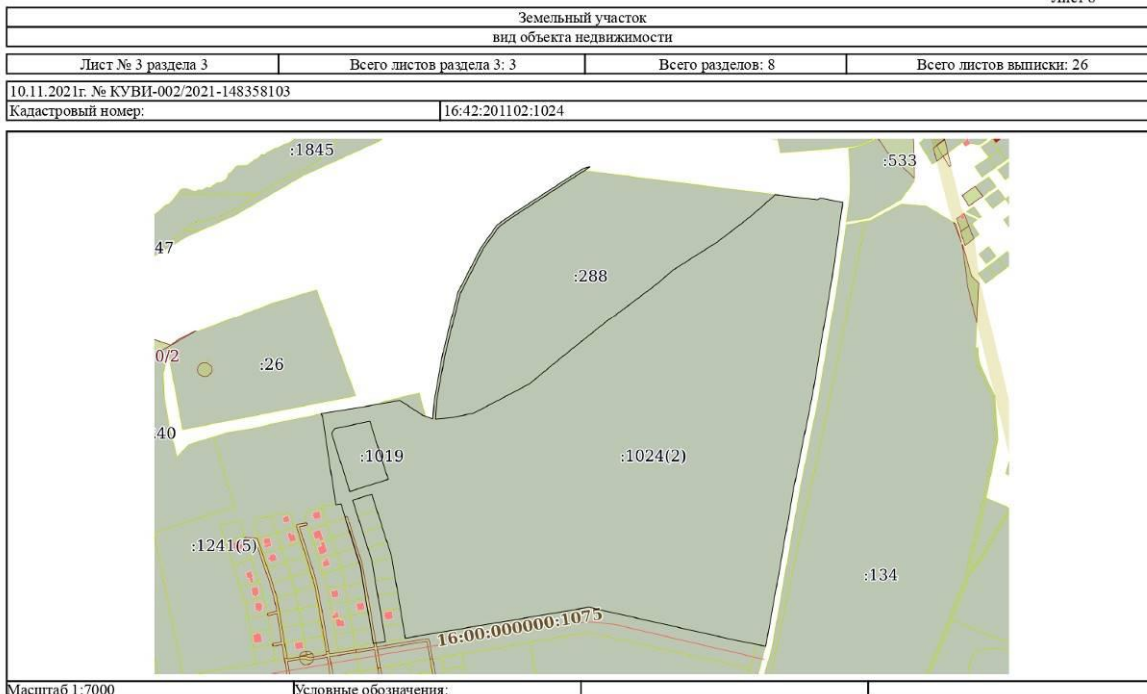 Земельный участок
вид объекта недвижимости
Лист № 3 раздела 3 Всего листов раздела 3: 3 Всего разделов: 8 Всего листов выписки: 26
10.11.2021г. № КУВИ-002/2021-148358103
Кадастровый номер: 16:42:201102:1024
:1845
:533
47
:288
0/2
:26
40
:1019
:1024(2)
:1241(5)
:134
16:00:000000:1075
Масштаб 1:7000 Условные обозначения: